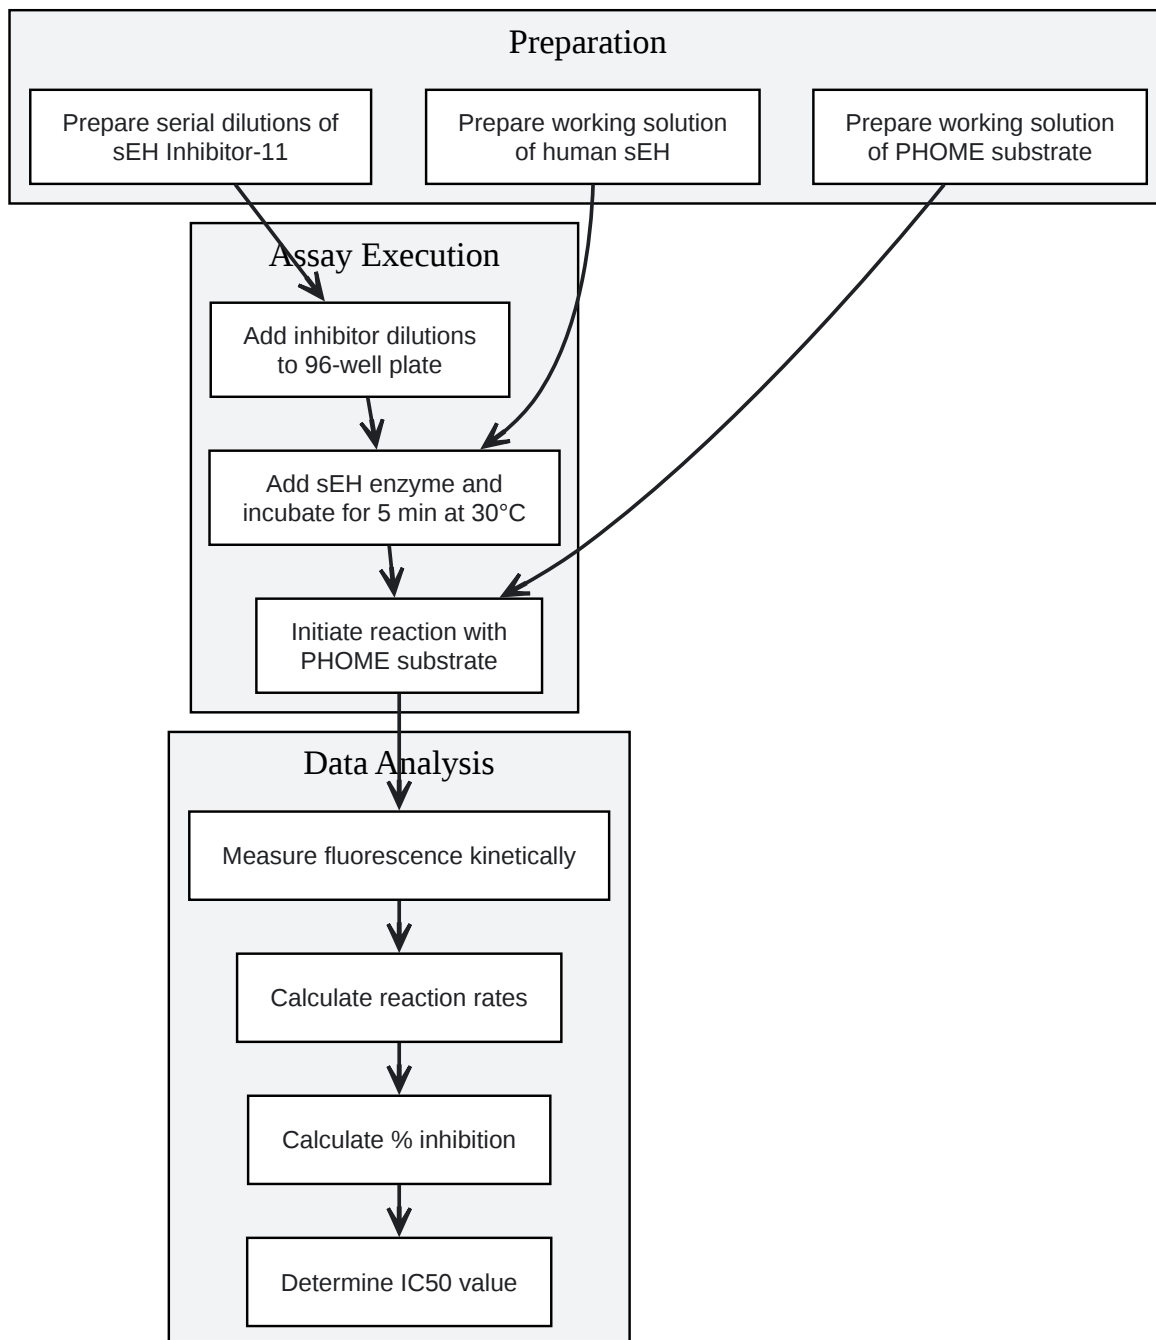 Preparation
Prepare serial dilutions of
sEH Inhibitor-11
Prepare working solution
of human sEH
Prepare working solution
of PHOME substrate
Assay Execution
Add inhibitor dilutions
to 96-well plate
Add sEH enzyme and
incubate for 5 min at 30°C
Initiate reaction with
PHOME substrate
Data Analysis
Measure fluorescence kinetically
Calculate reaction rates
Calculate % inhibition
Determine IC50 value